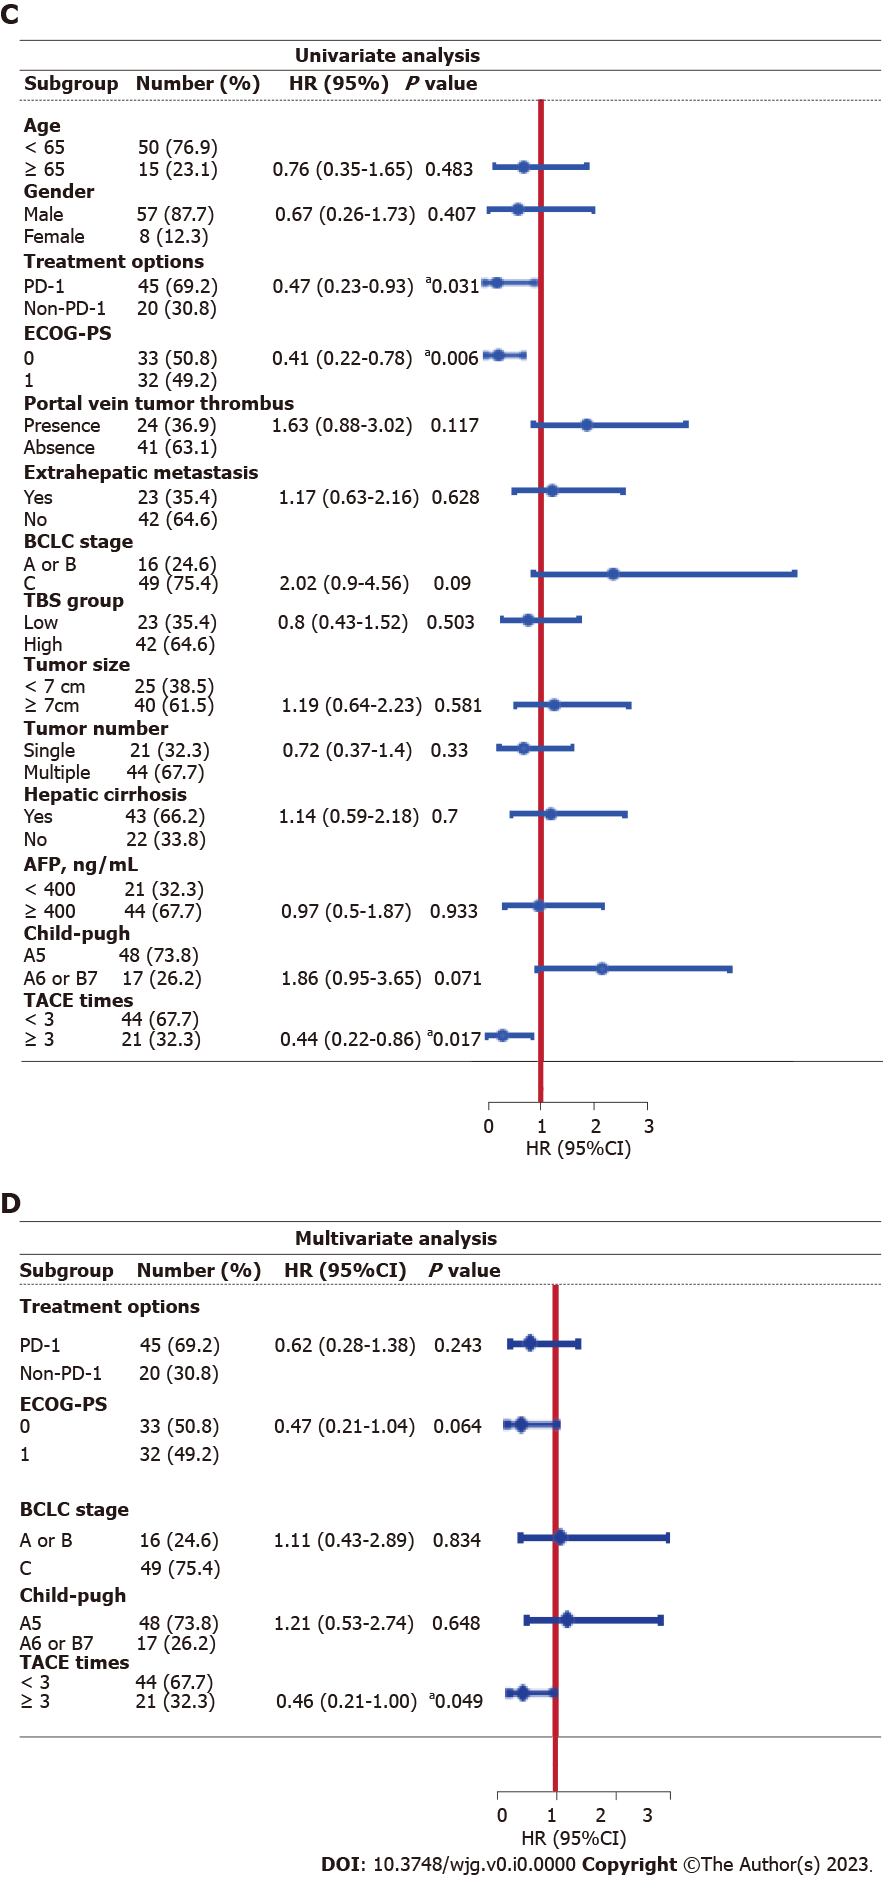 C
Univariate analysis
Subgroup Number (%) HR (95%) P value
Age
< 65 50 (76.9)
≥ 65 15 (23.1) 0.76 (0.35-1.65) 0.483
Gender
Male 57 (87.7) 0.67 (0.26-1.73) 0.407
Female 8 (12.3)
Treatment options
PD-1 45 (69.2) 0.47 (0.23-0.93) a0.031
Non-PD-1 20 (30.8)
ECOG-PS
0 33 (50.8) 0.41 (0.22-0.78) a0.006
1 32 (49.2)
Portal vein tumor thrombus
Presence 24 (36.9) 1.63 (0.88-3.02) 0.117
Absence 41 (63.1)
Extrahepatic metastasis
Yes 23 (35.4) 1.17 (0.63-2.16) 0.628
No 42 (64.6)
BCLC stage
A or B 16 (24.6)
C 49 (75.4) 2.02 (0.9-4.56) 0.09
TBS group
Low 23 (35.4) 0.8 (0.43-1.52) 0.503
High 42 (64.6)
Tumor size
< 7 cm 25 (38.5)
≥ 7cm 40 (61.5) 1.19 (0.64-2.23) 0.581
Tumor number
Single 21 (32.3) 0.72 (0.37-1.4) 0.33
Multiple 44 (67.7)
Hepatic cirrhosis
Yes 43 (66.2) 1.14 (0.59-2.18) 0.7
No 22 (33.8)
AFP, ng/mL
< 400 21 (32.3)
≥ 400 44 (67.7) 0.97 (0.5-1.87) 0.933
Child-pugh
A5 48 (73.8)
A6 or B7 17 (26.2) 1.86 (0.95-3.65) 0.071
TACE times
< 3 44 (67.7)
≥ 3 21 (32.3) 0.44 (0.22-0.86) a0.017
0 1 2 3
HR (95%CI)
D
Multivariate analysis
Subgroup Number (%) HR (95%CI) P value
Treatment options
PD-1 45 (69.2) 0.62 (0.28-1.38) 0.243
Non-PD-1 20 (30.8)
ECOG-PS
0 33 (50.8) 0.47 (0.21-1.04) 0.064
1 32 (49.2)
BCLC stage
A or B 16 (24.6) 1.11 (0.43-2.89) 0.834
C 49 (75.4)
Child-pugh
A5 48 (73.8) 1.21 (0.53-2.74) 0.648
A6 or B7 17 (26.2)
TACE times
< 3 44 (67.7)
≥ 3 21 (32.3) 0.46 (0.21-1.00) a0.049
0 1 2 3
HR (95%CI)
DOI: 10.3748/wjg.v0.i0.0000 Copyright ©The Author(s) 2023.